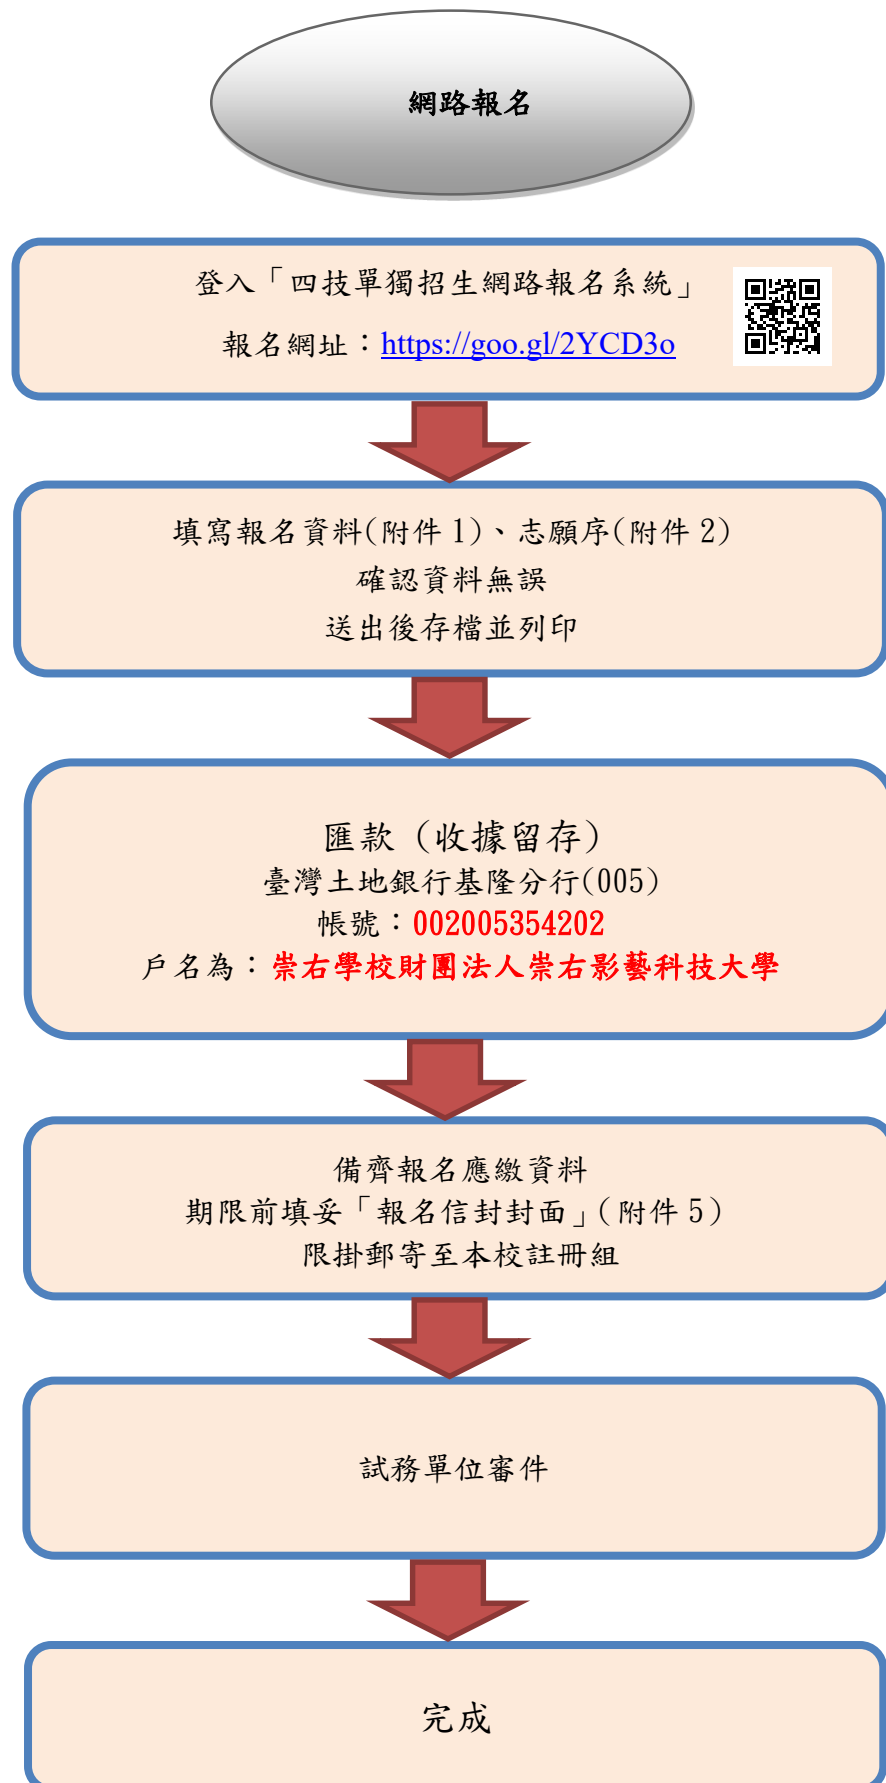 網路報名
登入「四技單獨招生網路報名系統」
報名網址：https://goo.gl/2YCD3o
填寫報名資料(附件 1)、志願序(附件 2)
確認資料無誤
送出後存檔並列印
匯款（收據留存）
臺灣土地銀行基隆分行(005)
帳號：002005354202
戶名為：崇右學校財團法人崇右影藝科技大學
備齊報名應繳資料
期限前填妥「報名信封封面」(附件 5)
限掛郵寄至本校註冊組
試務單位審件
完成